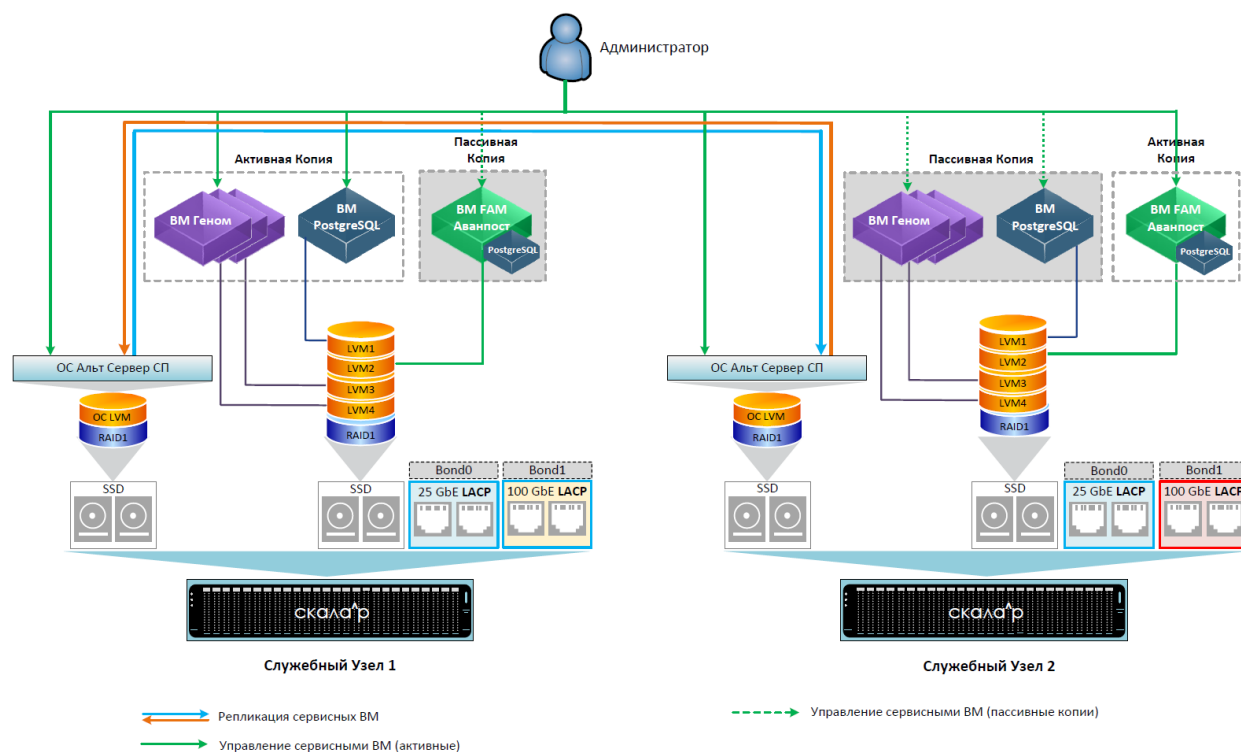 Администратор
Активная Копия
Пассивная
Копия
Пассивная Копия
Активная
Копия
ВМ Геном
ВМ
PostgreSQL
ВМ FAM
Аванпост
PostgreSQL
ВМ Геном
ВМ
PostgreSQL
ВМ FAM
Аванпост
PostgreSQL
ОС Альт Сервер СП
LVM1
LVM2
LVM3
LVM4
RAID1
ОС Альт Сервер СП
LVM1
LVM2
LVM3
LVM4
RAID1
ОС LVM
RAID1
ОС LVM
RAID1
SSD
SSD
Bond0
25 GbE LACP
Bond1
100 GbE LACP
SSD
SSD
Bond0
25 GbE LACP
Bond1
100 GbE LACP
скала^р
скала^р
Служебный Узел 1
Служебный Узел 2
Репликация сервисных ВМ
Управление сервисными ВМ (пассивные копии)
Управление сервисными ВМ (активные)